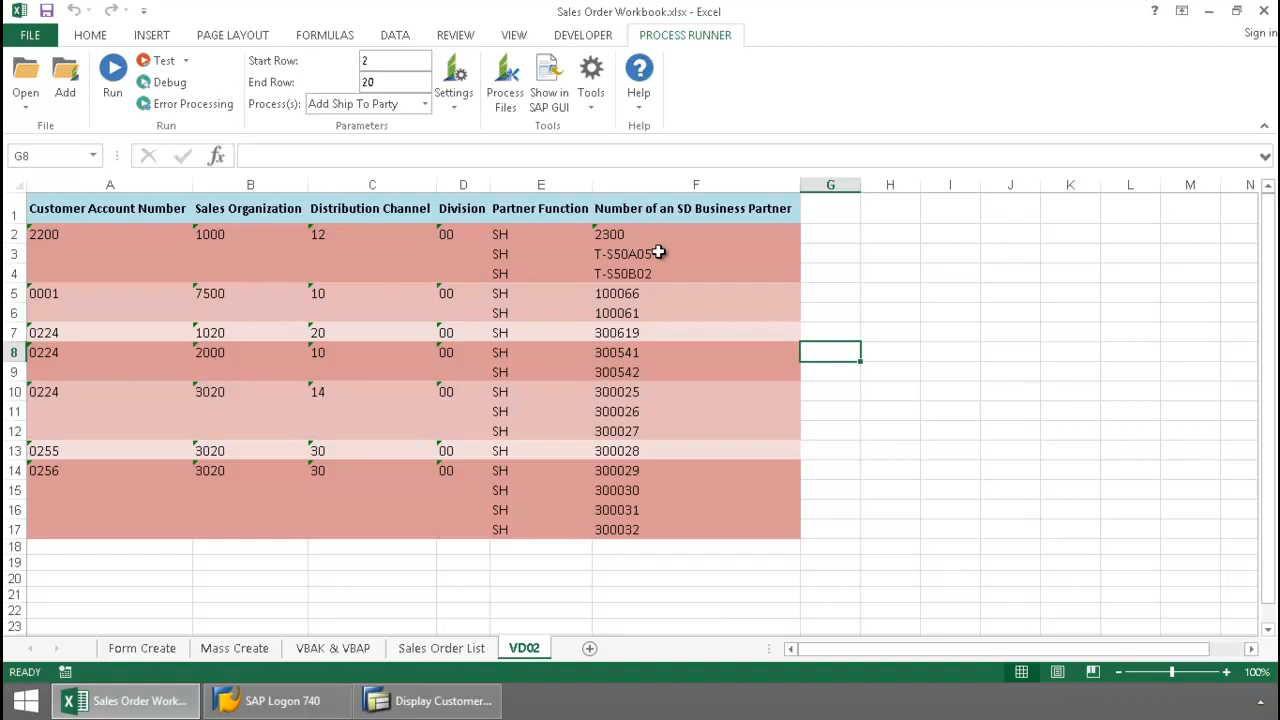 Sales Order Workbook.xlsx - Excel
?
FILE HOME INSERT PAGE LAYOUT FORMULAS DATA REVIEW VIEW DEVELOPER PROCESS RUNNER Sign in
Open Add Run Test Debug Error Processing
Start Row: 2
End Row: 20
Process(s): Add Ship To Party
Settings Process Files Show in SAP GUI Tools Help
File Run Parameters Tools Help
G8 fx
A B C D E F G H I J K L M N
1 Customer Account Number Sales Organization Distribution Channel Division Partner Function Number of an SD Business Partner
2 2200 1000 12 00 SH 2300
3 SH T-S50A05
4 SH T-S50B02
5 0001 7500 10 00 SH 100066
6 SH 100061
7 0224 1020 20 00 SH 300619
8 0224 2000 10 00 SH 300541
9 SH 300542
10 0224 3020 14 00 SH 300025
11 SH 300026
12 SH 300027
13 0255 3020 30 00 SH 300028
14 0256 3020 30 00 SH 300029
15 SH 300030
16 SH 300031
17 SH 300032
18
19
20
21
22
23
Form Create Mass Create VBAK & VBAP Sales Order List VD02
READY 100%
Sales Order Work... SAP Logon 740 Display Customer...